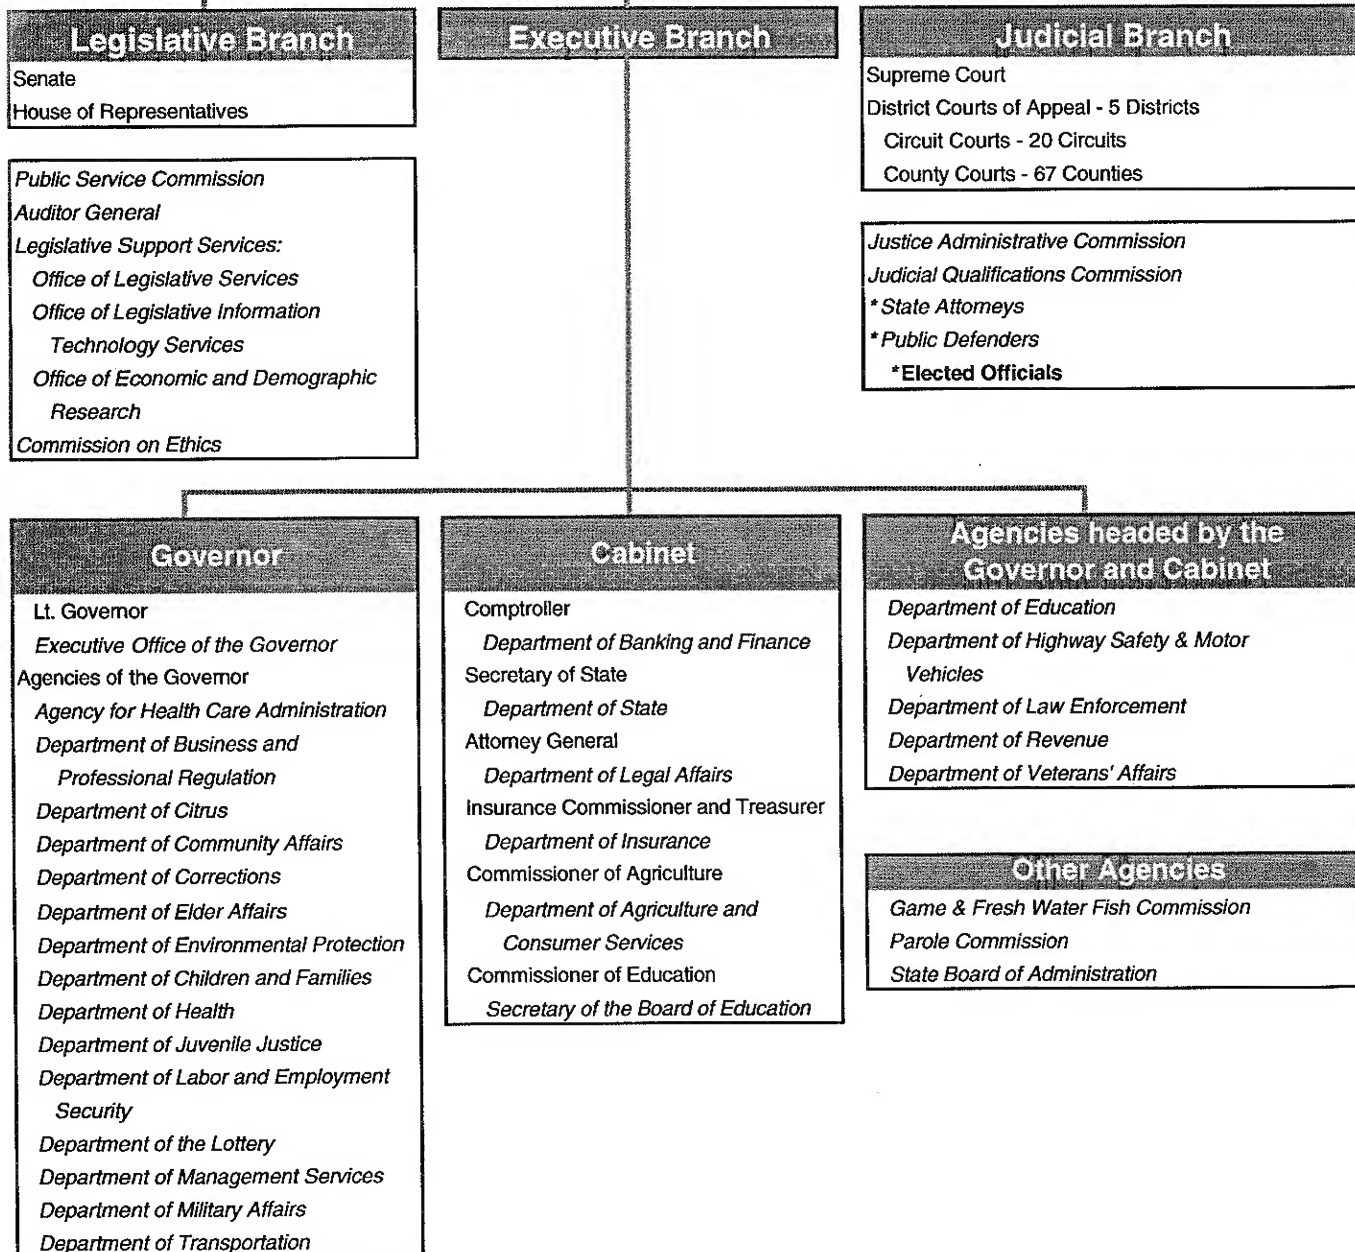 Legislative Branch
Senate
House of Representatives
Public Service Commission
Auditor General
Legislative Support Services:
Office of Legislative Services
Office of Legislative Information
Technology Services
Office of Economic and Demographic
Research
Commission on Ethics
Executive Branch
Judicial Branch
Supreme Court
District Courts of Appeal - 5 Districts
Circuit Courts - 20 Circuits
County Courts - 67 Counties
Justice Administrative Commission
Judicial Qualifications Commission
*State Attorneys
*Public Defenders
*Elected Officials
Governor
Lt. Governor
Executive Office of the Governor
Agencies of the Governor
Agency for Health Care Administration
Department of Business and
Professional Regulation
Department of Citrus
Department of Community Affairs
Department of Corrections
Department of Elder Affairs
Department of Environmental Protection
Department of Children and Families
Department of Health
Department of Juvenile Justice
Department of Labor and Employment
Security
Department of the Lottery
Department of Management Services
Department of Military Affairs
Department of Transportation
Cabinet
Comptroller
Department of Banking and Finance
Secretary of State
Department of State
Attorney General
Department of Legal Affairs
Insurance Commissioner and Treasurer
Department of Insurance
Commissioner of Agriculture
Department of Agriculture and
Consumer Services
Commissioner of Education
Secretary of the Board of Education
Agencies headed by the
Governor and Cabinet
Department of Education
Department of Highway Safety & Motor
Vehicles
Department of Law Enforcement
Department of Revenue
Department of Veterans' Affairs
Other Agencies
Game & Fresh Water Fish Commission
Parole Commission
State Board of Administration